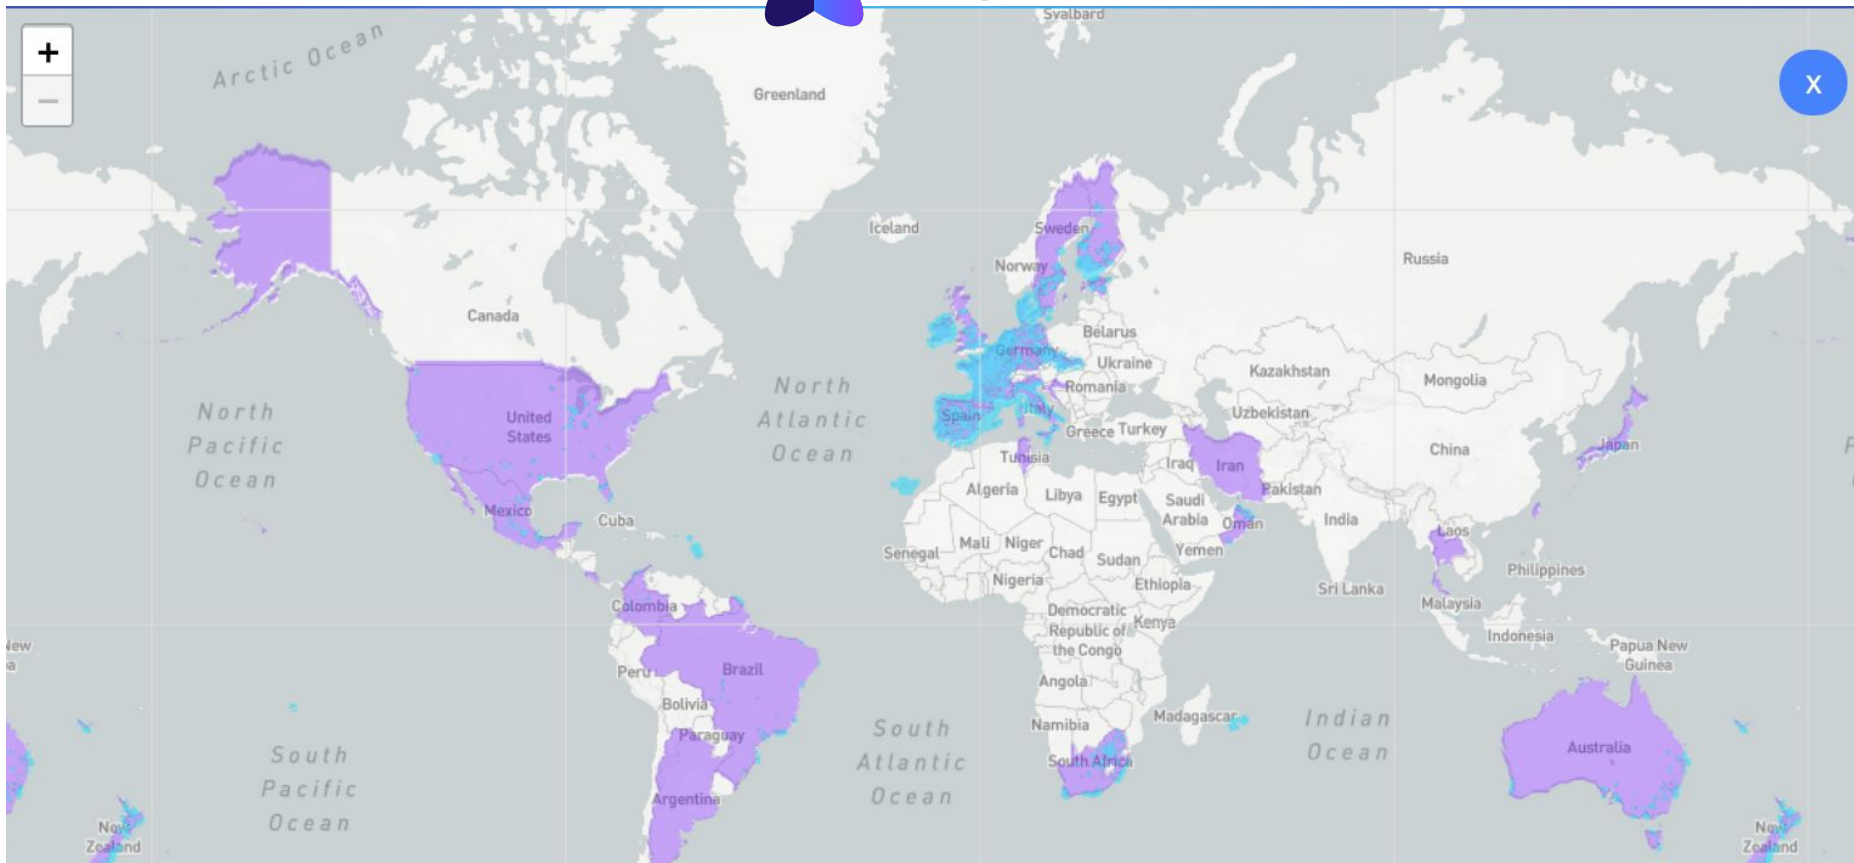 Svalbard
+
−
Arctic Ocean
Greenland
X
Iceland
Sweden
Norway
Russia
Canada
Belarus
Germany
Ukraine
Kazakhstan
Mongolia
Romania
North
Pacific
Ocean
United
States
North
Atlantic
Ocean
Spain
Italy
Greece
Turkey
Uzbekistan
China
Japan
Tunisia
Iraq
Iran
Algeria
Libya
Egypt
Saudi
Arabia
Pakistan
India
Mexico
Cuba
Oman
Laos
Senegal
Mali
Niger
Chad
Sudan
Yemen
Philippines
Nigeria
Ethiopia
Sri Lanka
Malaysia
Colombia
Democratic
Republic of
the Congo
Kenya
Indonesia
Papua New
Guinea
Peru
Brazil
Angola
Bolivia
Namibia
Madagascar
Indian
Ocean
South
Pacific
Ocean
Paraguay
South
Atlantic
Ocean
South Africa
Australia
Argentina
New
Zealand
New
Zealand